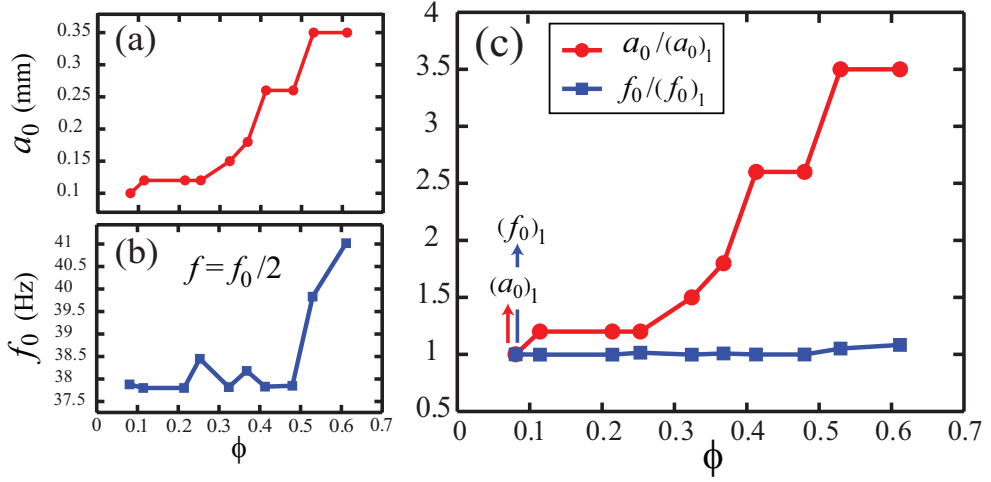 (a)
0.35
0.25
0.15
0.1
a₀ (mm)
(b)
f = f₀/2
41
40.5
40
39.5
39
38.5
38
37.5
f₀ (Hz)
0 0.1 0.2 0.3 0.4 0.5 0.6 0.7
ϕ
(c)
a₀/(a₀)₁
f₀/(f₀)₁
4
3.5
3
2.5
2
1.5
1
0.5
(f₀)₁
(a₀)₁
0 0.1 0.2 0.3 0.4 0.5 0.6 0.7
ϕ